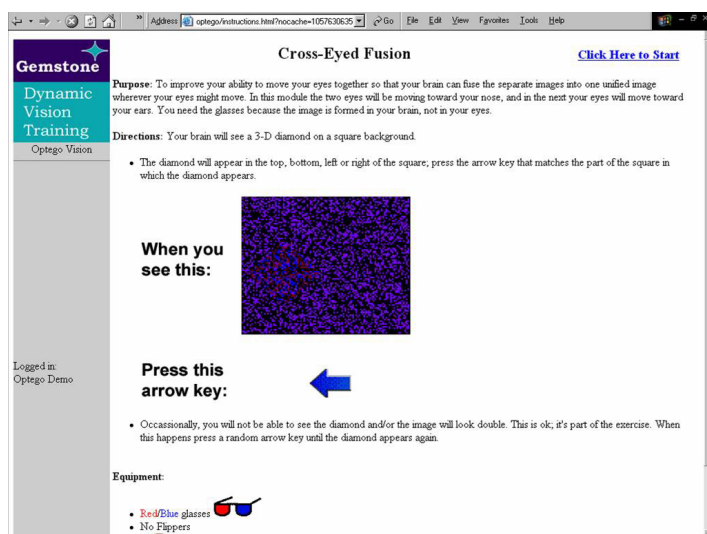 Address optego/instructions.html?nocache=1057630635 Go File Edit View Favorites Tools Help
Gemstone
Dynamic
Vision
Training
Optego Vision
Logged in:
Optego Demo
Cross-Eyed Fusion
Click Here to Start
Purpose: To improve your ability to move your eyes together so that your brain can fuse the separate images into one unified image
wherever your eyes might move. In this module the two eyes will be moving toward your nose, and in the next your eyes will move toward
your ears. You need the glasses because the image is formed in your brain, not in your eyes.
Directions: Your brain will see a 3-D diamond on a square background.
• The diamond will appear in the top, bottom, left or right of the square; press the arrow key that matches the part of the square in
which the diamond appears.
When you
see this:
Press this
arrow key:
• Occassionally, you will not be able to see the diamond and/or the image will look double. This is ok; it's part of the exercise. When
this happens press a random arrow key until the diamond appears again.
Equipment:
• Red/Blue glasses
• No Flippers